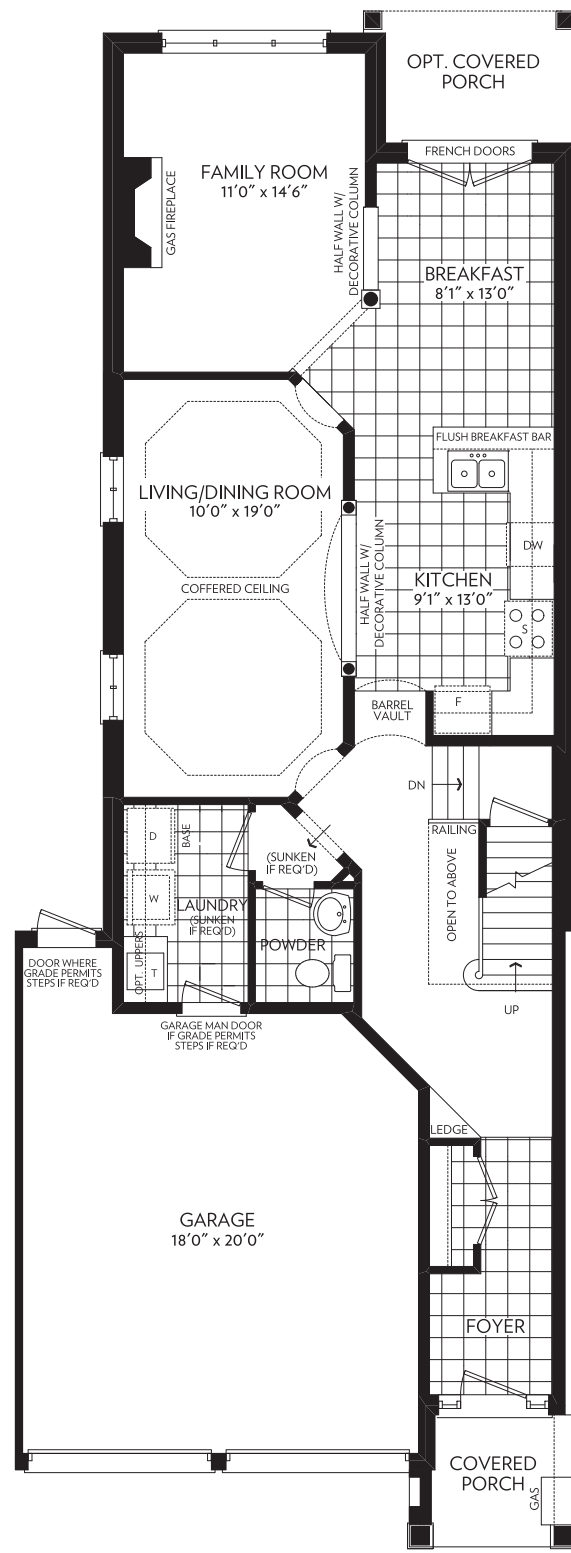 OPT. COVERED
PORCH
FRENCH DOORS
FAMILY ROOM
11'0" x 14'6"
GAS FIREPLACE
HALF WALL W/
DECORATIVE COLUMN
BREAKFAST
8'1" x 13'0"
FLUSH BREAKFAST BAR
LIVING/DINING ROOM
10'0" x 19'0"
COFFERED CEILING
HALF WALL W/
DECORATIVE COLUMN
DW
KITCHEN
9'1" x 13'0"
S
F
BARREL
VAULT
DN
RAILING
OPEN TO ABOVE
UP
D
BASE
W
(SUNKEN
IF REQ'D)
LAUNDRY
(SUNKEN
IF REQ'D)
OPT. UPPERS
T
POWDER
DOOR WHERE
GRADE PERMITS
STEPS IF REQ'D
GARAGE MAN DOOR
IF GRADE PERMITS
STEPS IF REQ'D
LEDGE
GARAGE
18'0" x 20'0"
FOYER
COVERED
PORCH
GAS